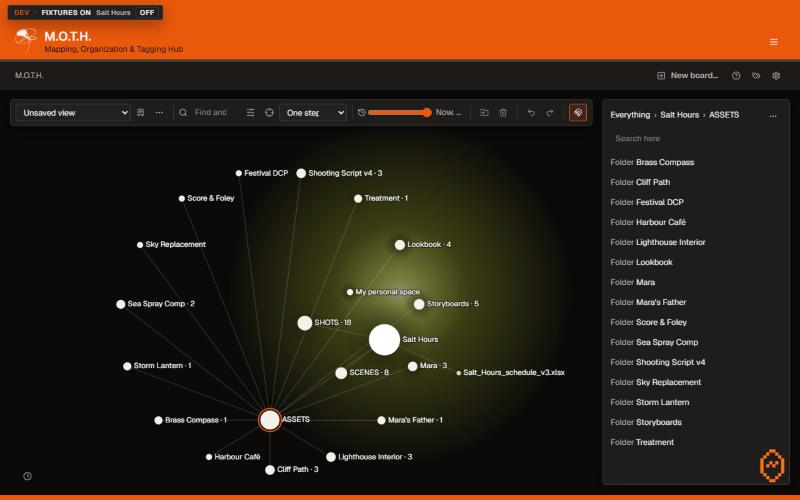 DEV · FIXTURES ON Salt Hours OFF
M.O.T.H.
Mapping, Organization & Tagging Hub
M.O.T.H.
New board...
Unsaved view
Find and
One step
Now. ...
Everything › Salt Hours › ASSETS
Search here
Folder Brass Compass
Folder Cliff Path
Folder Festival DCP
Folder Harbour Café
Folder Lighthouse Interior
Folder Lookbook
Folder Mara
Folder Mara's Father
Folder Score & Foley
Folder Sea Spray Comp
Folder Shooting Script v4
Folder Sky Replacement
Folder Storm Lantern
Folder Storyboards
Folder Treatment
Festival DCP
Shooting Script v4 · 3
Score & Foley
Treatment · 1
Sky Replacement
Lookbook · 4
My personal space
Sea Spray Comp · 2
Storyboards · 5
SHOTS · 18
Salt Hours
Storm Lantern · 1
Mara · 3
SCENES · 8
Salt_Hours_schedule_v3.xlsx
Brass Compass · 1
ASSETS
Mara's Father · 1
Harbour Café
Lighthouse Interior · 3
Cliff Path · 3